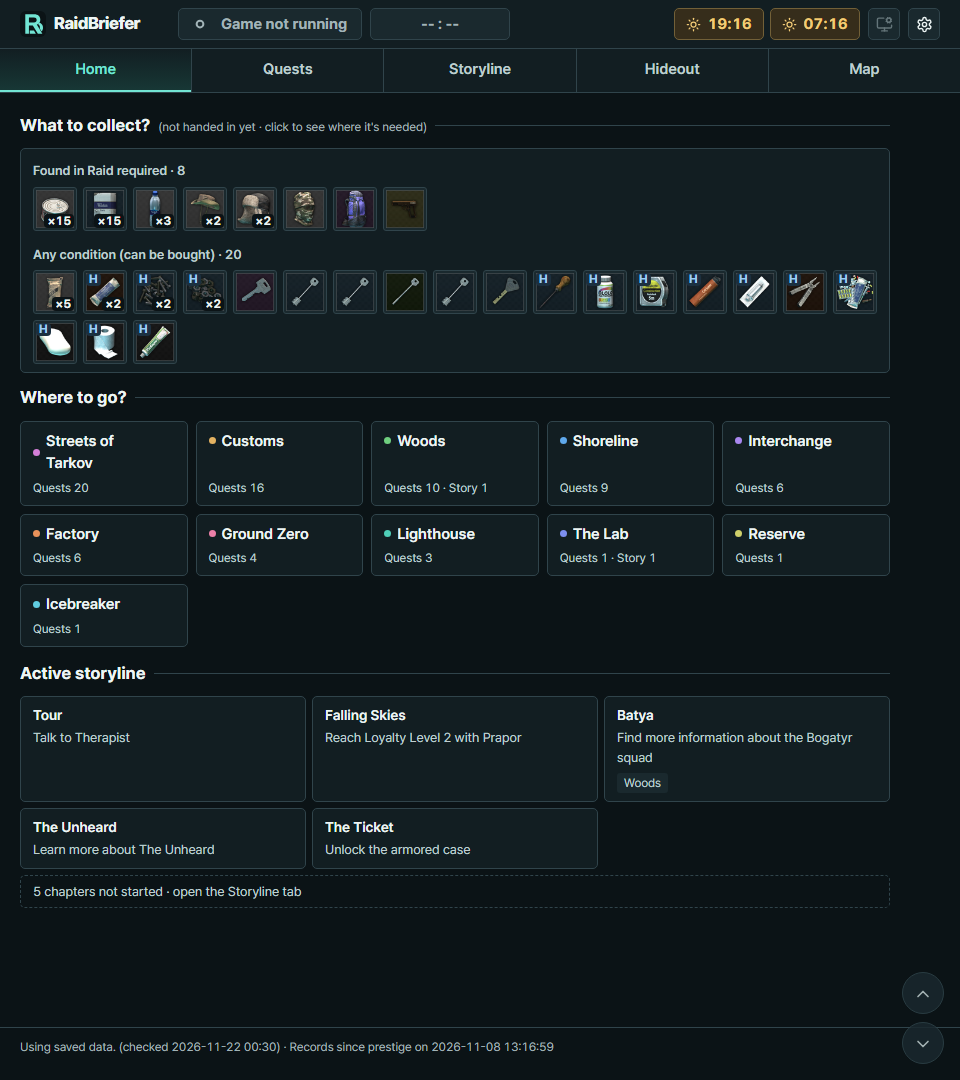 RaidBriefer
Game not running
-- : --
19:16
07:16
Home
Quests
Storyline
Hideout
Map
What to collect? (not handed in yet · click to see where it's needed)
Found in Raid required · 8
×15
×15
×3
×2
×2
Any condition (can be bought) · 20
×5
H ×2
H ×2
H ×2
H
H
H
H
H
H
H
H
H
H
Where to go?
Streets of
Tarkov
Quests 20
Customs
Quests 16
Woods
Quests 10 · Story 1
Shoreline
Quests 9
Interchange
Quests 6
Factory
Quests 6
Ground Zero
Quests 4
Lighthouse
Quests 3
The Lab
Quests 1 · Story 1
Reserve
Quests 1
Icebreaker
Quests 1
Active storyline
Tour
Talk to Therapist
Falling Skies
Reach Loyalty Level 2 with Prapor
Batya
Find more information about the Bogatyr
squad
Woods
The Unheard
Learn more about The Unheard
The Ticket
Unlock the armored case
5 chapters not started · open the Storyline tab
Using saved data. (checked 2026-11-22 00:30) · Records since prestige on 2026-11-08 13:16:59